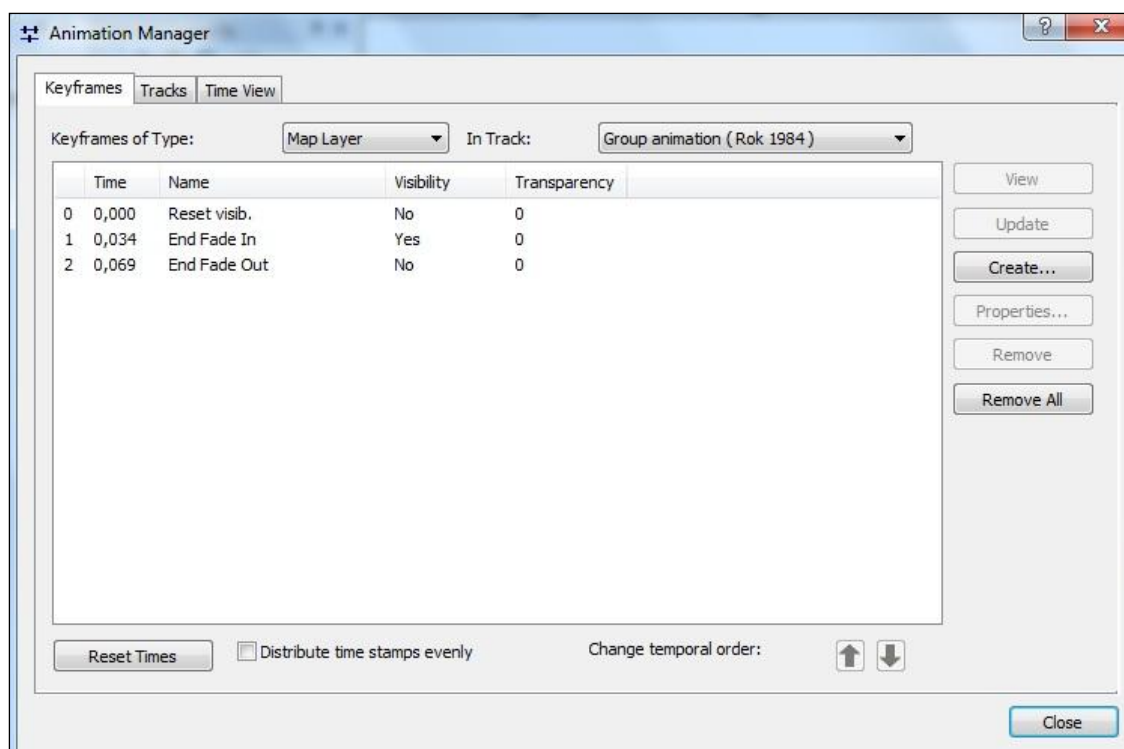 Animation Manager
?
X
Keyframes Tracks Time View
Keyframes of Type: Map Layer In Track: Group animation ( Rok 1984 )
Time Name Visibility Transparency
0 0,000 Reset visib. No 0
1 0,034 End Fade In Yes 0
2 0,069 End Fade Out No 0
View
Update
Create...
Properties...
Remove
Remove All
Reset Times Distribute time stamps evenly Change temporal order:
Close